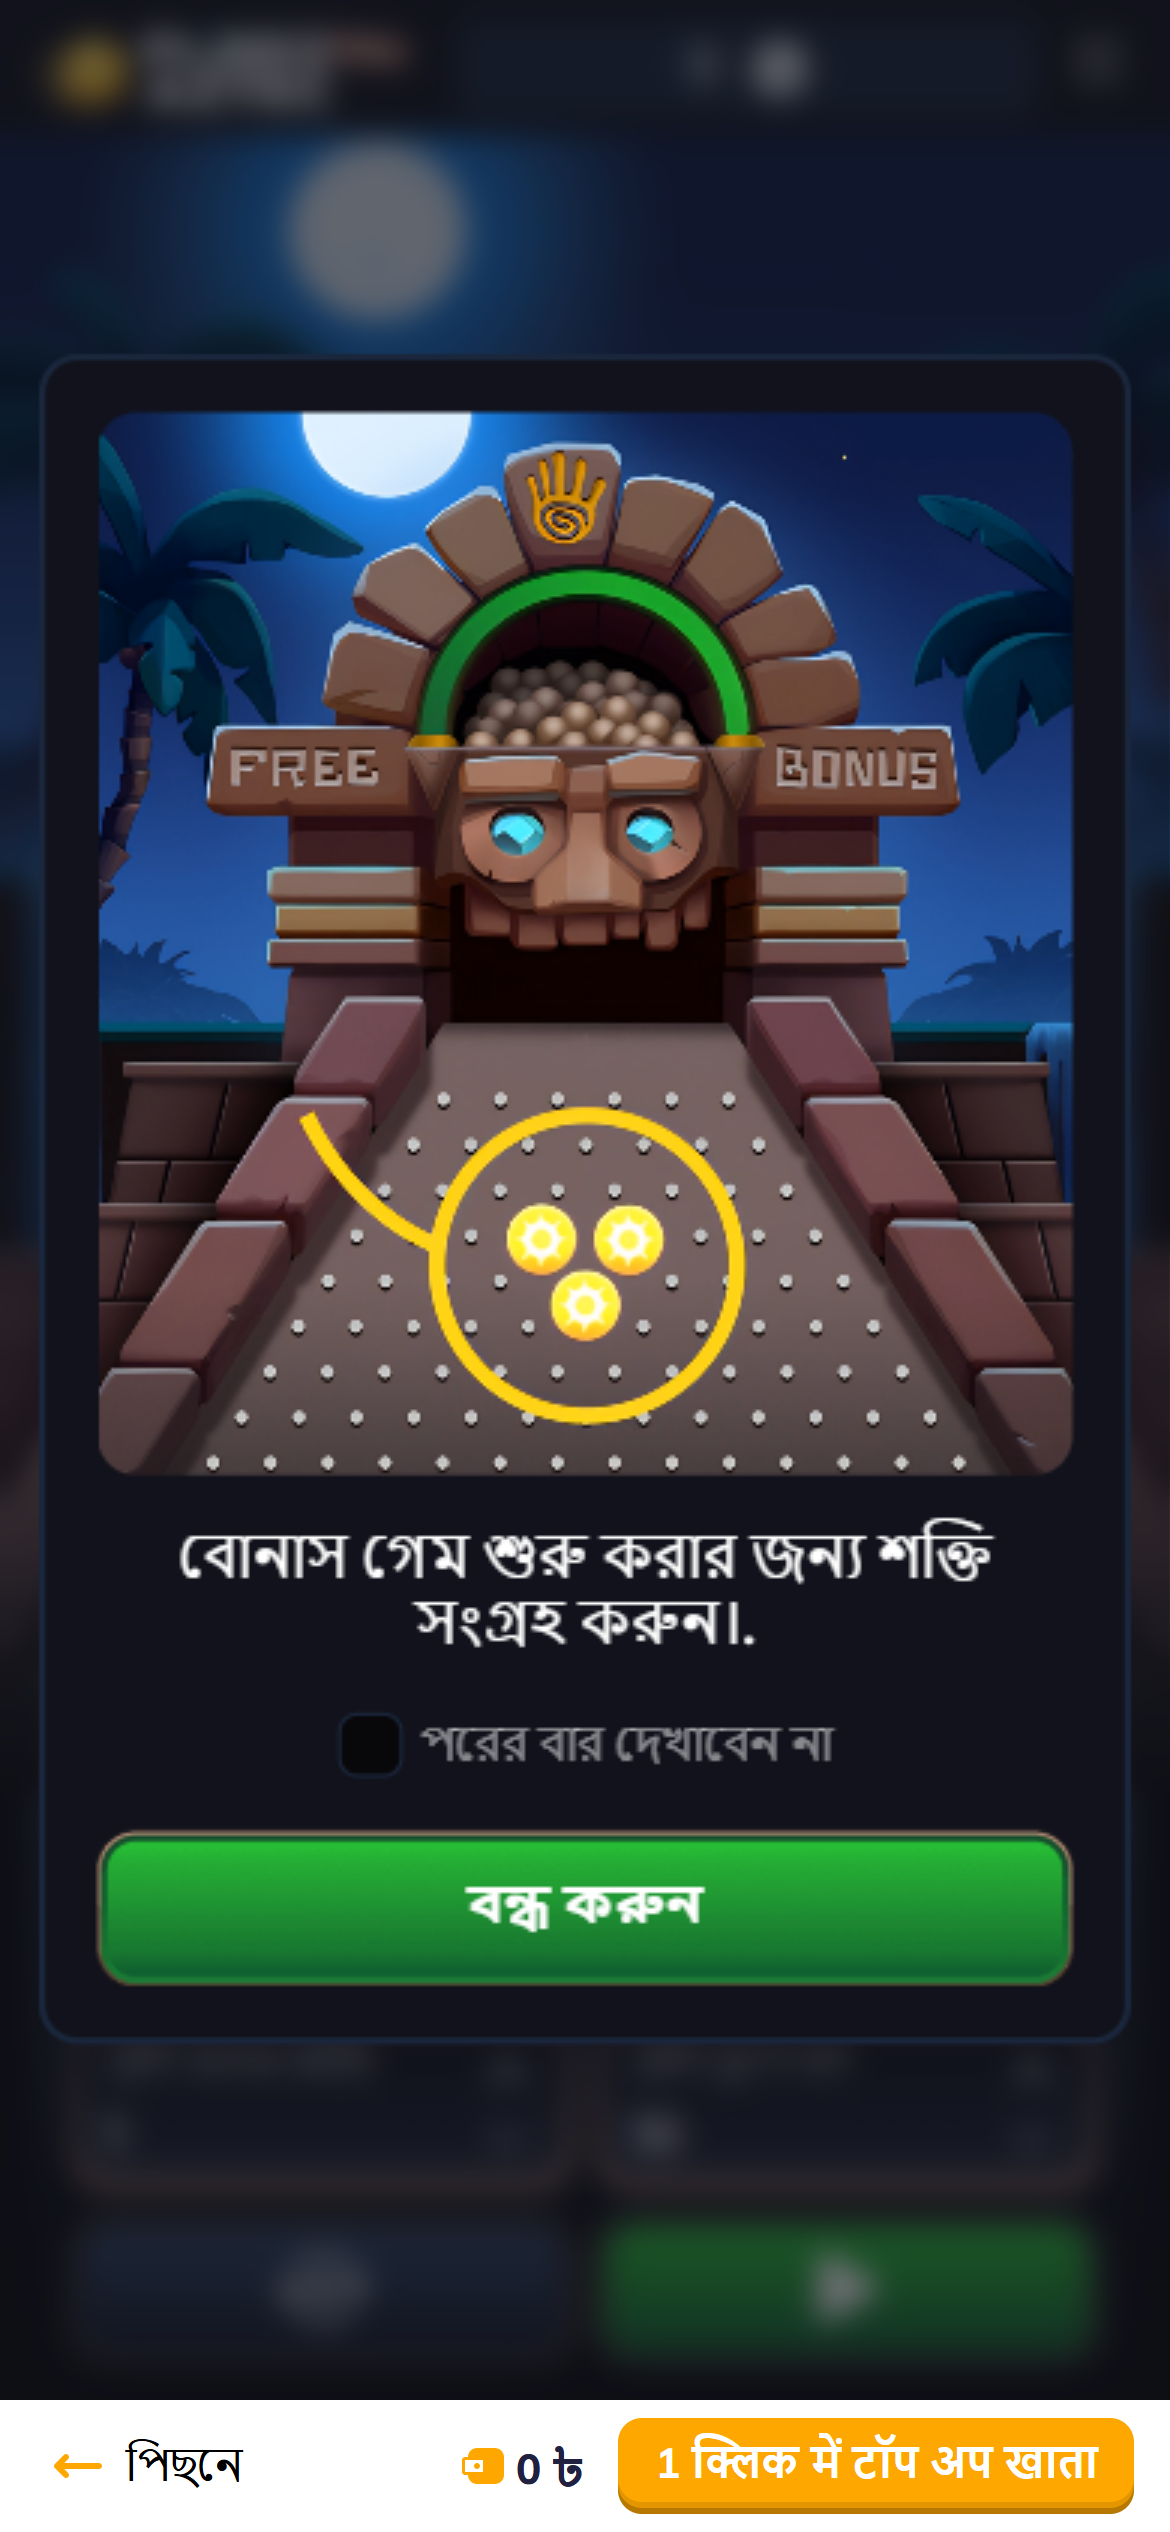 FREE
BONUS
বোনাস গেম শুরু করার জন্য শক্তি
সংগ্রহ করুন।.
পরের বার দেখাবেন না
বন্ধ করুন
পিছনে
0 ৳
1 क्लिक में टॉप अप खाता